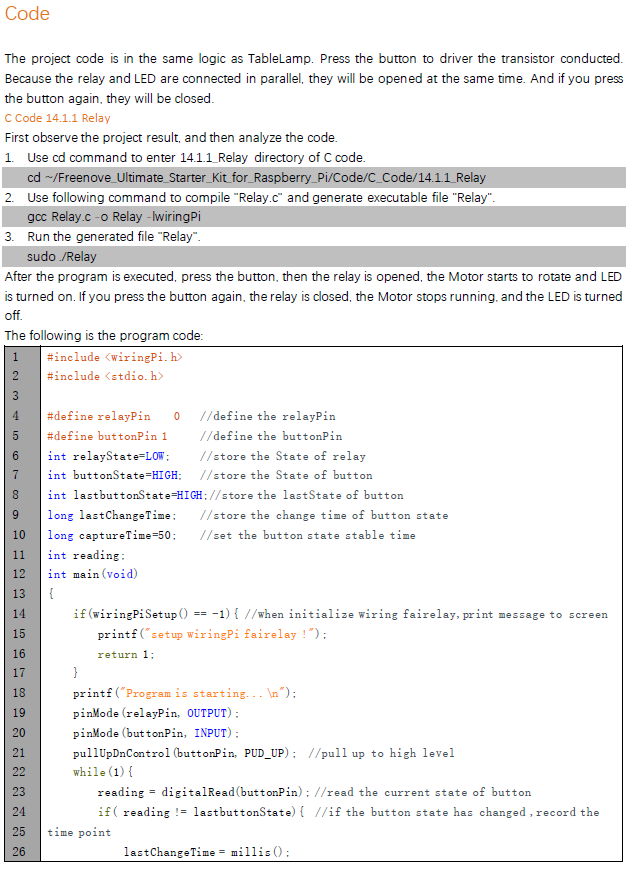 Code
The project code is in the same logic as TableLamp. Press the button to driver the transistor conducted.
Because the relay and LED are connected in parallel, they will be opened at the same time. And if you press
the button again, they will be closed.
C Code 14.1.1 Relay
First observe the project result, and then analyze the code.
1. Use cd command to enter 14.1.1_Relay directory of C code.
cd ~/Freenove_Ultimate_Starter_Kit_for_Raspberry_Pi/Code/C_Code/14.1.1_Relay
2. Use following command to compile "Relay.c" and generate executable file "Relay".
gcc Relay.c –o Relay –lwiringPi
3. Run the generated file "Relay".
sudo ./Relay
After the program is executed, press the button, then the relay is opened, the Motor starts to rotate and LED
is turned on. If you press the button again, the relay is closed, the Motor stops running, and the LED is turned
off.
The following is the program code:
1 #include <wiringPi.h>
2 #include <stdio.h>
3
4 #define relayPin 0 //define the relayPin
5 #define buttonPin 1 //define the buttonPin
6 int relayState=LOW; //store the State of relay
7 int buttonState=HIGH; //store the State of button
8 int lastbuttonState=HIGH;//store the lastState of button
9 long lastChangeTime; //store the change time of button state
10 long captureTime=50; //set the button state stable time
11 int reading;
12 int main(void)
13 {
14 if(wiringPiSetup() == -1){ //when initialize wiring fairelay,print message to screen
15 printf("setup wiringPi fairelay !");
16 return 1;
17 }
18 printf("Program is starting...\n");
19 pinMode(relayPin, OUTPUT);
20 pinMode(buttonPin, INPUT);
21 pullUpDnControl(buttonPin, PUD_UP); //pull up to high level
22 while(1){
23 reading = digitalRead(buttonPin); //read the current state of button
24 if( reading != lastbuttonState){ //if the button state has changed ,record the
25 time point
26 lastChangeTime = millis();